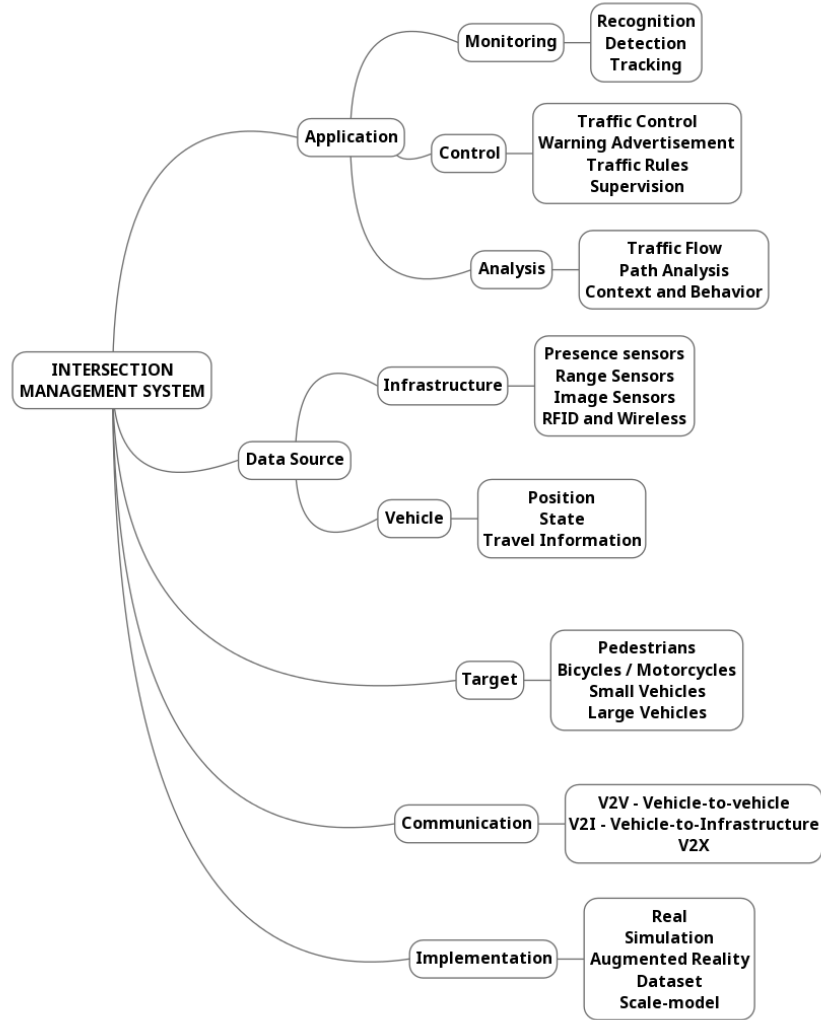 Monitoring
Recognition
Detection
Tracking
Application
Control
Traffic Control
Warning Advertisement
Traffic Rules
Supervision
Analysis
Traffic Flow
Path Analysis
Context and Behavior
INTERSECTION
MANAGEMENT SYSTEM
Infrastructure
Presence sensors
Range Sensors
Image Sensors
RFID and Wireless
Data Source
Vehicle
Position
State
Travel Information
Target
Pedestrians
Bicycles / Motorcycles
Small Vehicles
Large Vehicles
Communication
V2V - Vehicle-to-vehicle
V2I - Vehicle-to-Infrastructure
V2X
Implementation
Real
Simulation
Augmented Reality
Dataset
Scale-model